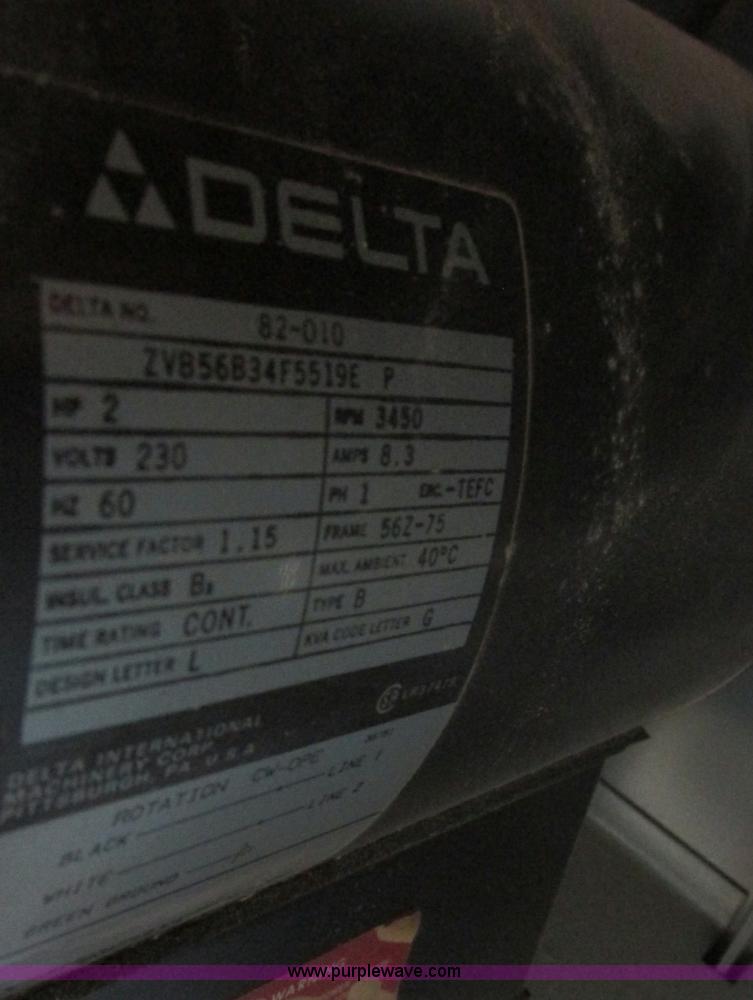 DELTA
DELTA NO. 82-010
ZVB56B34F5519E P
HP 2 RPM 3450
VOLTS 230 AMPS 8.3
HZ 60 PH 1 ENC.-TEFC
SERVICE FACTOR 1.15 FRAME 56Z-75
INSUL. CLASS B MAX. AMBIENT 40°C
TIME RATING CONT. TYPE B
DESIGN LETTER L KVA CODE LETTER G
DELTA INTERNATIONAL
MACHINERY CORP.
PITTSBURGH, PA. U.S.A.
ROTATION CW-OPE
BLACK LINE 1
WHITE LINE 2
GREEN GROUND
WARNING
www.purplewave.com